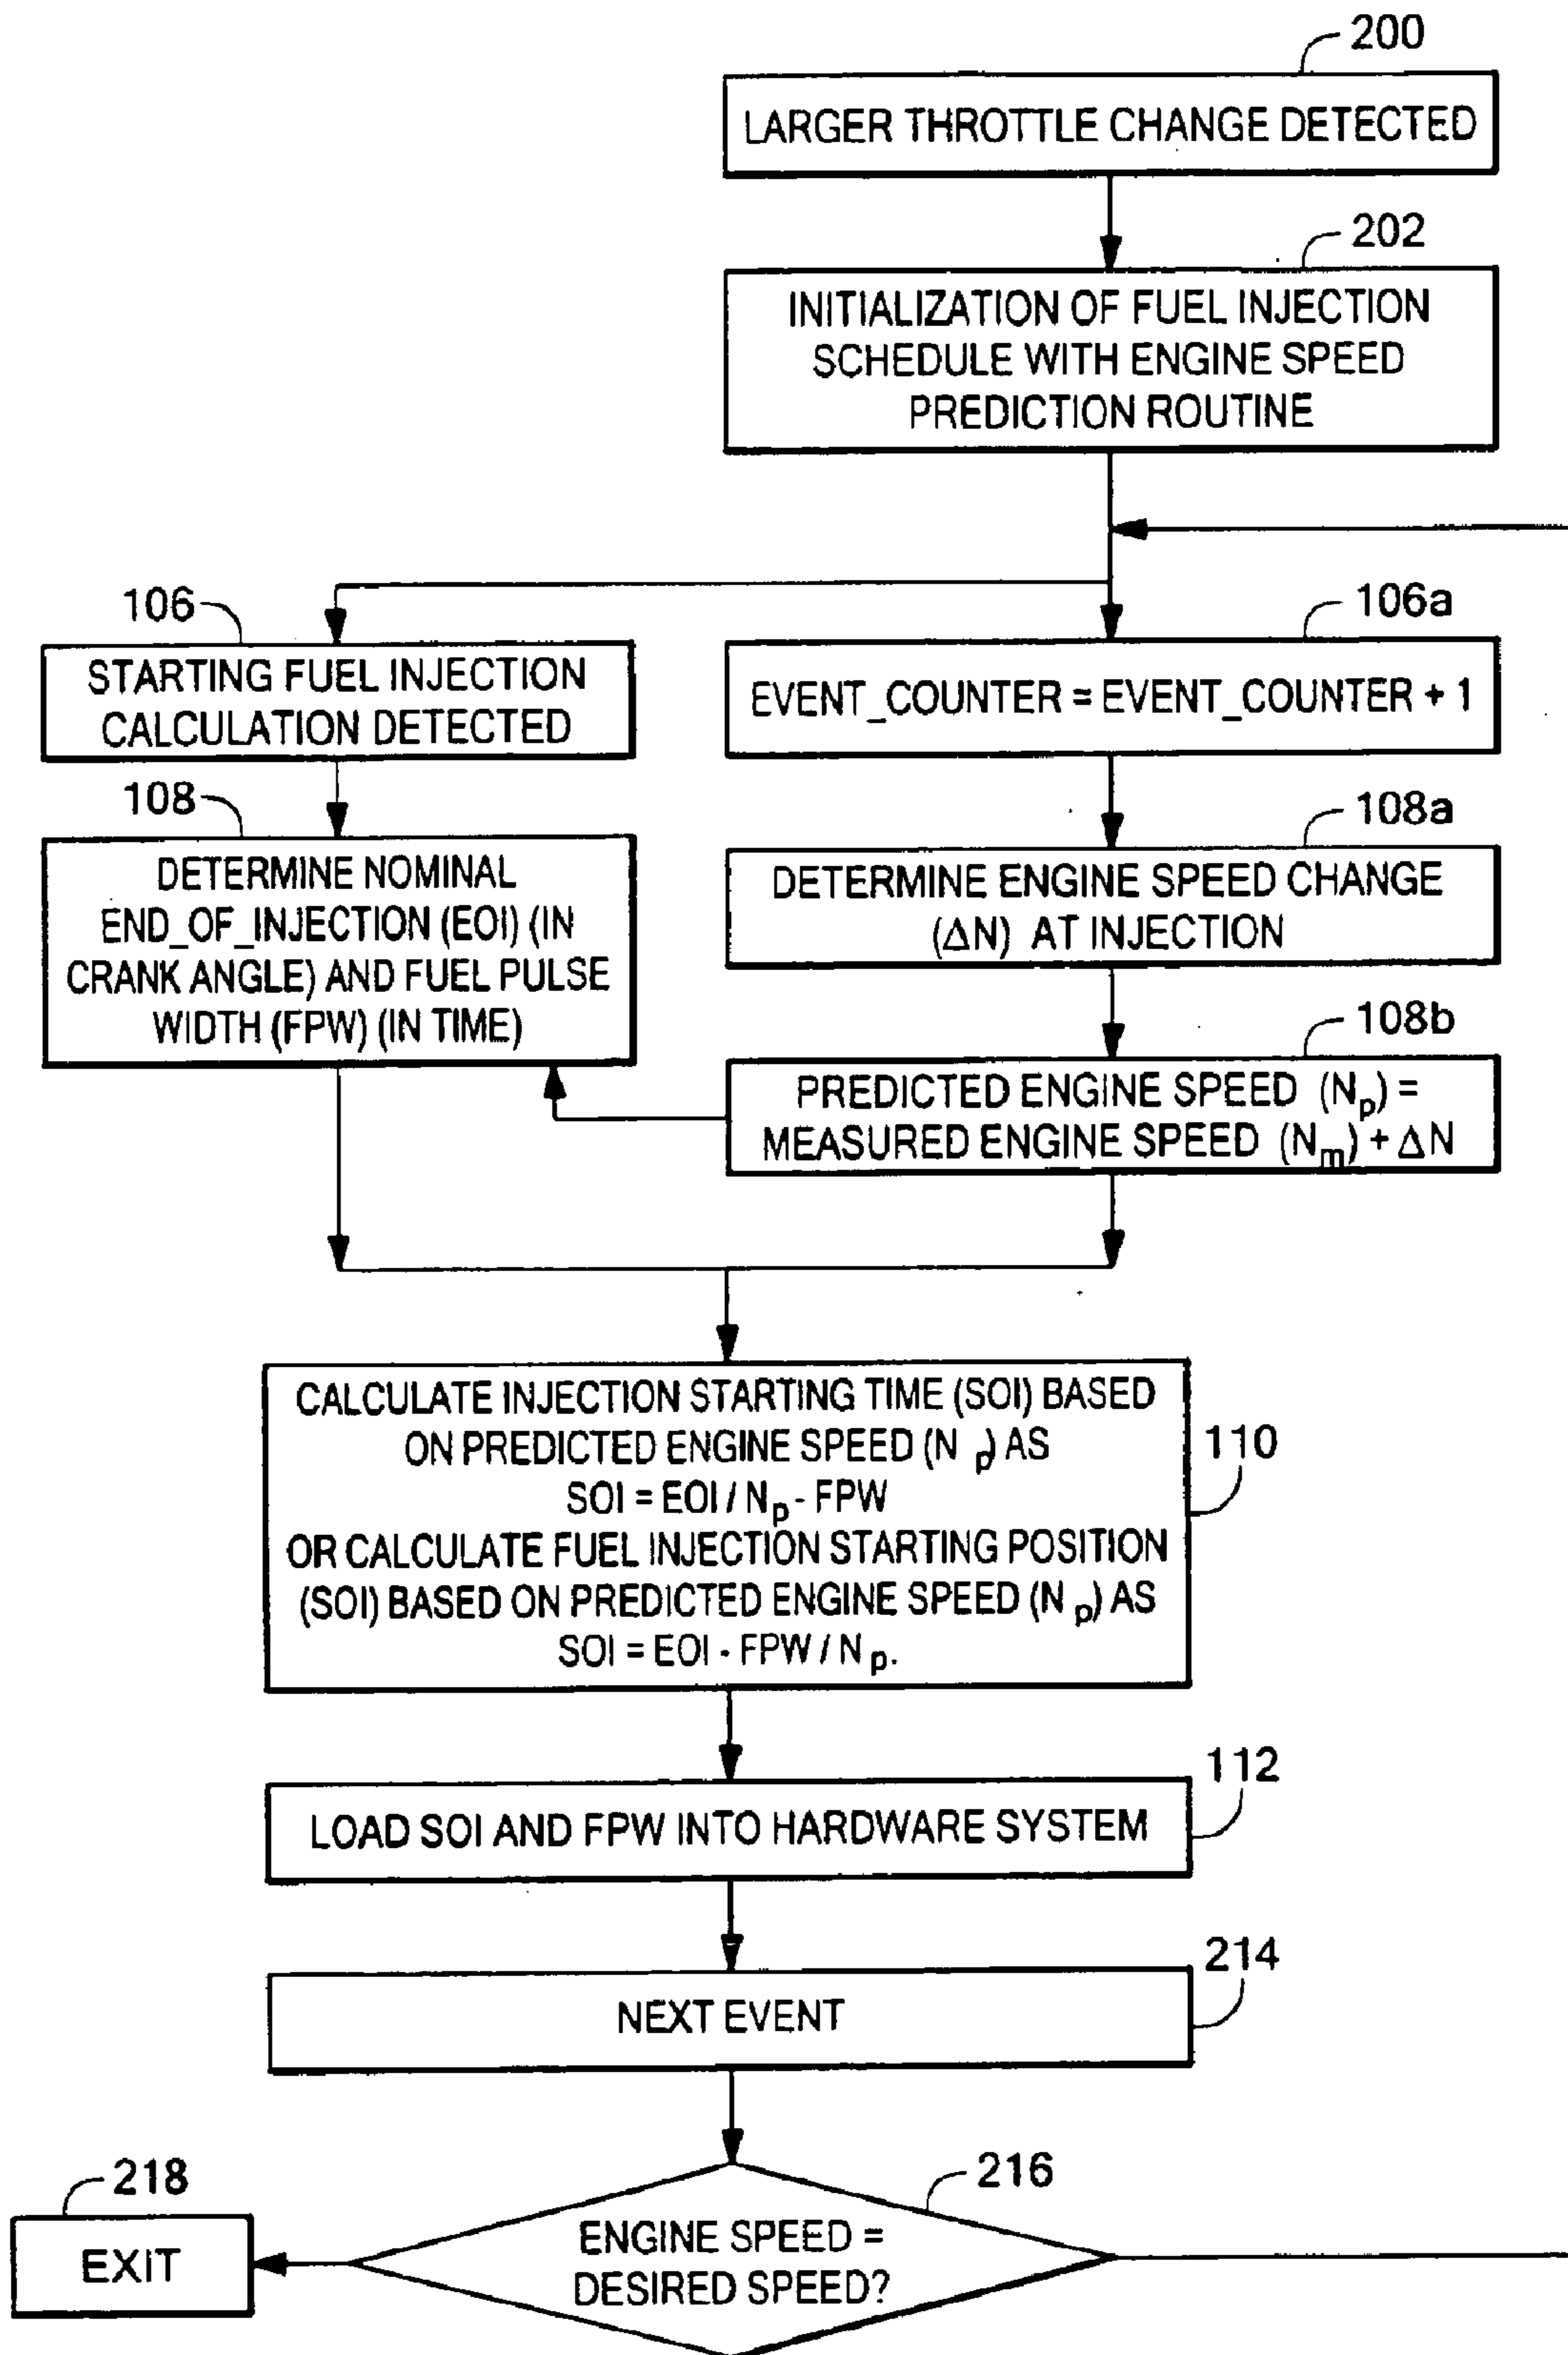 200
LARGER THROTTLE CHANGE DETECTED
202
INITIALIZATION OF FUEL INJECTION
SCHEDULE WITH ENGINE SPEED
PREDICTION ROUTINE
106
STARTING FUEL INJECTION
CALCULATION DETECTED
106a
EVENT_COUNTER = EVENT_COUNTER + 1
108
DETERMINE NOMINAL
END_OF_INJECTION (EOI) (IN
CRANK ANGLE) AND FUEL PULSE
WIDTH (FPW) (IN TIME)
108a
DETERMINE ENGINE SPEED CHANGE
(ΔN) AT INJECTION
108b
PREDICTED ENGINE SPEED (Np) =
MEASURED ENGINE SPEED (Nm) + ΔN
CALCULATE INJECTION STARTING TIME (SOI) BASED
ON PREDICTED ENGINE SPEED (N p) AS
SOI = EOI / Np - FPW
OR CALCULATE FUEL INJECTION STARTING POSITION
(SOI) BASED ON PREDICTED ENGINE SPEED (N p) AS
SOI = EOI - FPW / N p.
110
112
LOAD SOI AND FPW INTO HARDWARE SYSTEM
214
NEXT EVENT
216
ENGINE SPEED =
DESIRED SPEED?
218
EXIT